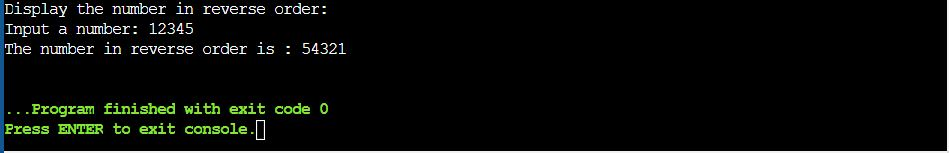 Display the number in reverse order:
Input a number: 12345
The number in reverse order is : 54321
...Program finished with exit code 0
Press ENTER to exit console.